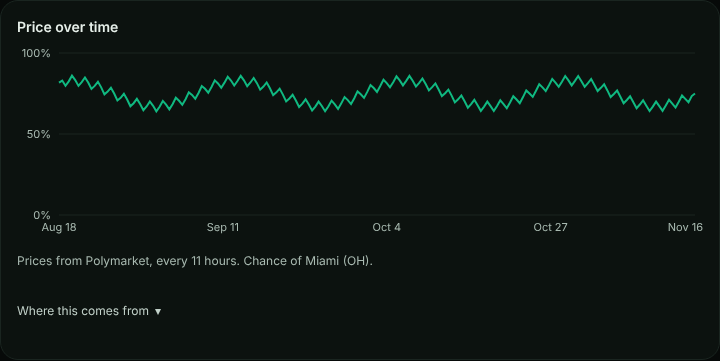 Price over time
100%
50%
0%
Aug 18 Sep 11 Oct 4 Oct 27 Nov 16
Prices from Polymarket, every 11 hours. Chance of Miami (OH).
Where this comes from ▼